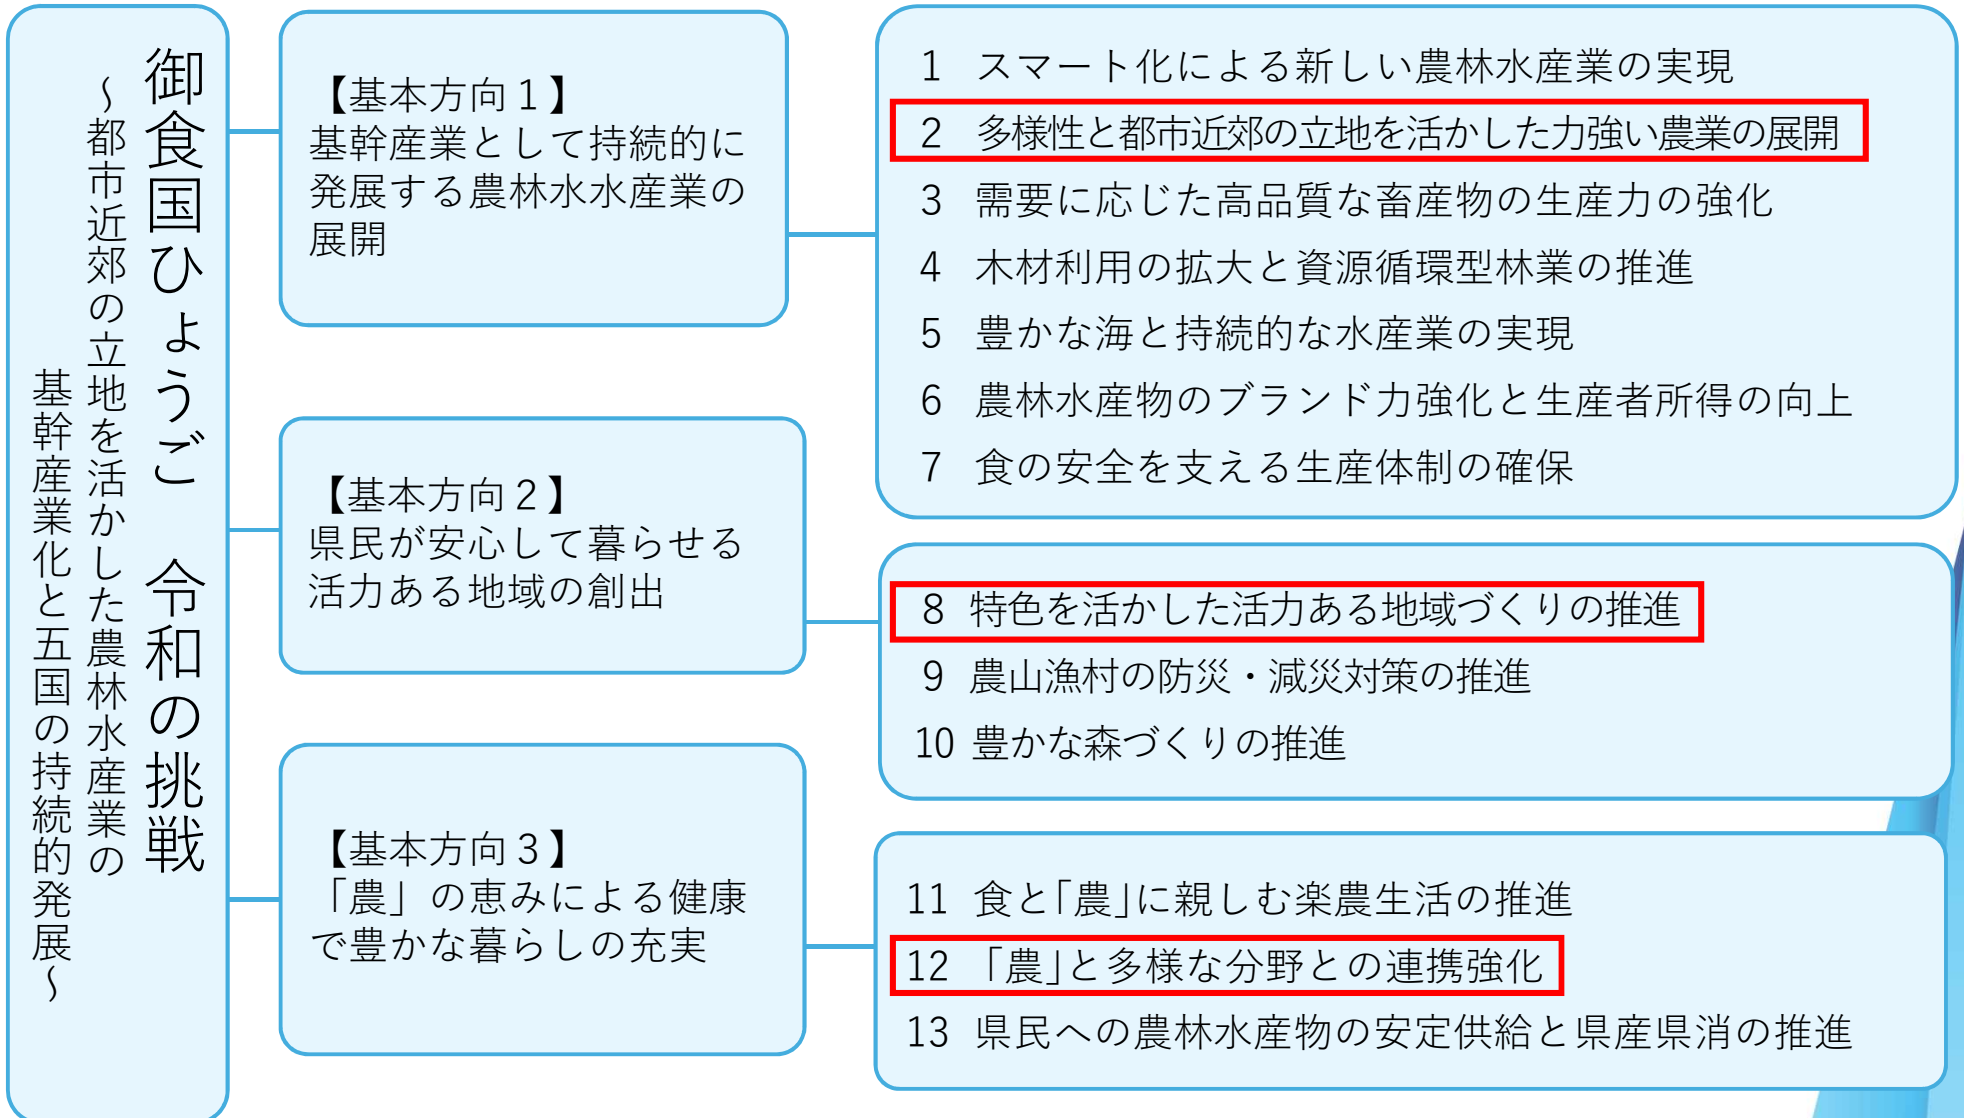 御食国ひょうご　令和の挑戦
～都市近郊の立地を活かした農林水産業の
基幹産業化と五国の持続的発展～
【基本方向１】
基幹産業として持続的に
発展する農林水水産業の
展開
1 スマート化による新しい農林水産業の実現
2 多様性と都市近郊の立地を活かした力強い農業の展開
3 需要に応じた高品質な畜産物の生産力の強化
4 木材利用の拡大と資源循環型林業の推進
5 豊かな海と持続的な水産業の実現
6 農林水産物のブランド力強化と生産者所得の向上
7 食の安全を支える生産体制の確保
【基本方向２】
県民が安心して暮らせる
活力ある地域の創出
8 特色を活かした活力ある地域づくりの推進
9 農山漁村の防災・減災対策の推進
10 豊かな森づくりの推進
【基本方向３】
「農」の恵みによる健康
で豊かな暮らしの充実
11 食と「農」に親しむ楽農生活の推進
12 「農」と多様な分野との連携強化
13 県民への農林水産物の安定供給と県産県消の推進